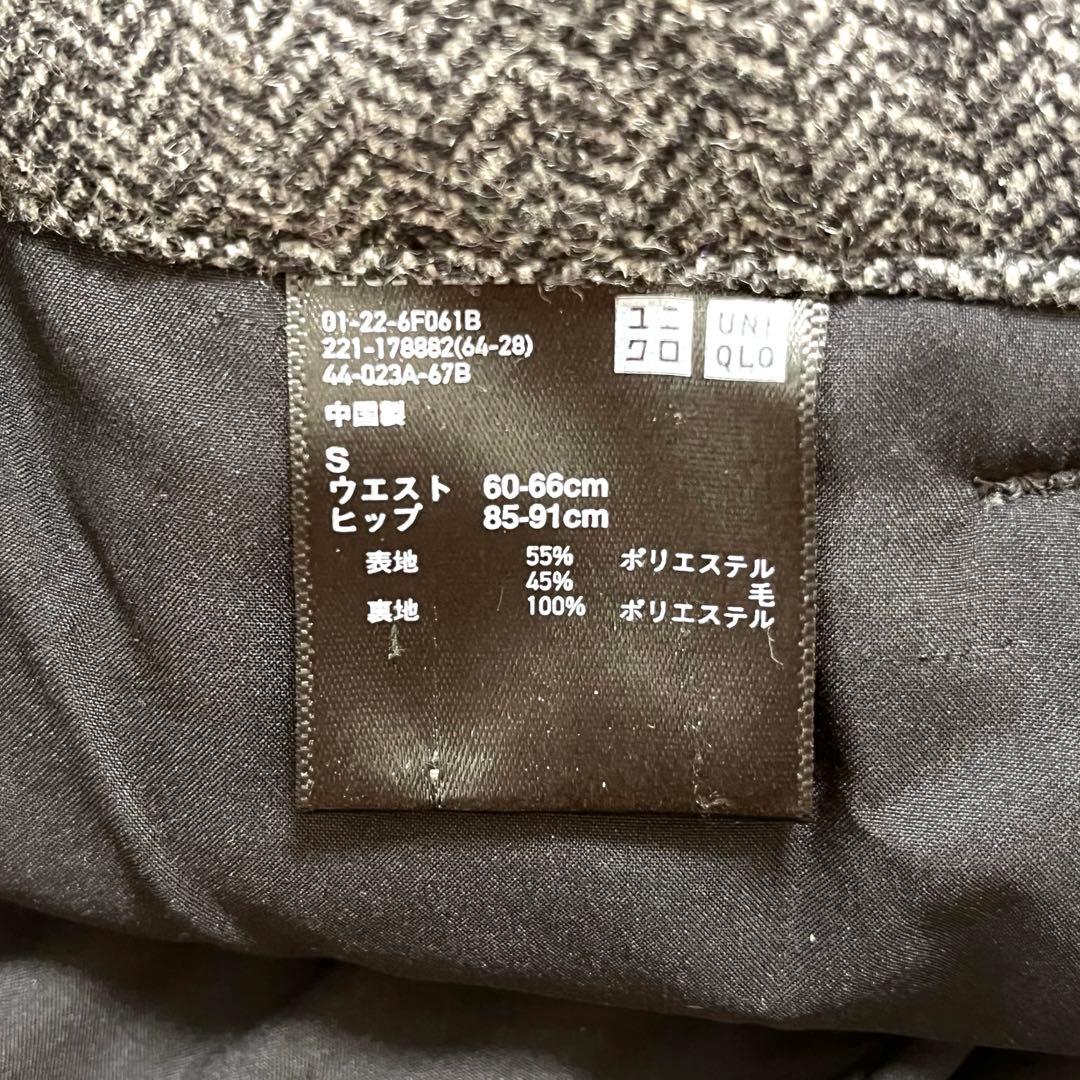 01-22-6F061B
221-178882(64-28)
44-023A-67B
ユニ
クロ
UNI
QLO
中国製
S
ウエスト 60-66cm
ヒップ 85-91cm
表地 55% ポリエステル
45% 毛
裏地 100% ポリエステル